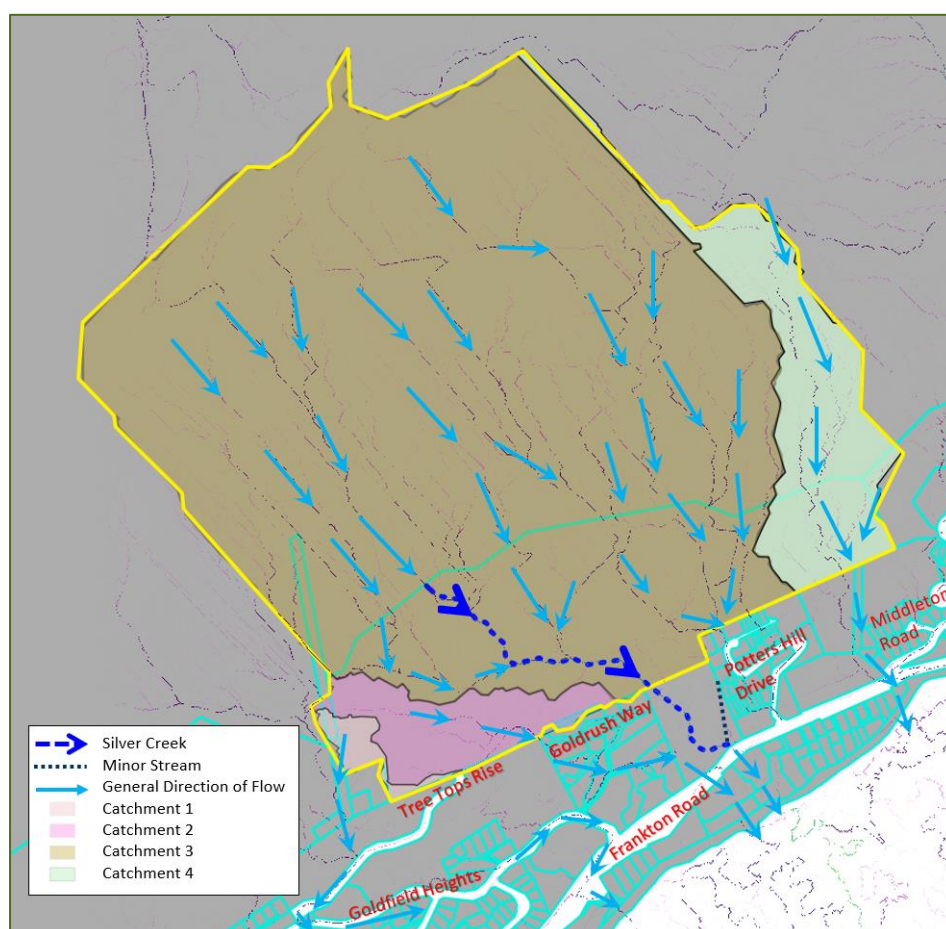 Middleton
Road
Potters Hill
Drive
Goldrush Way
Tree Tops Rise
Frankton Road
Goldfield Heights
Silver Creek
Minor Stream
General Direction of Flow
Catchment 1
Catchment 2
Catchment 3
Catchment 4